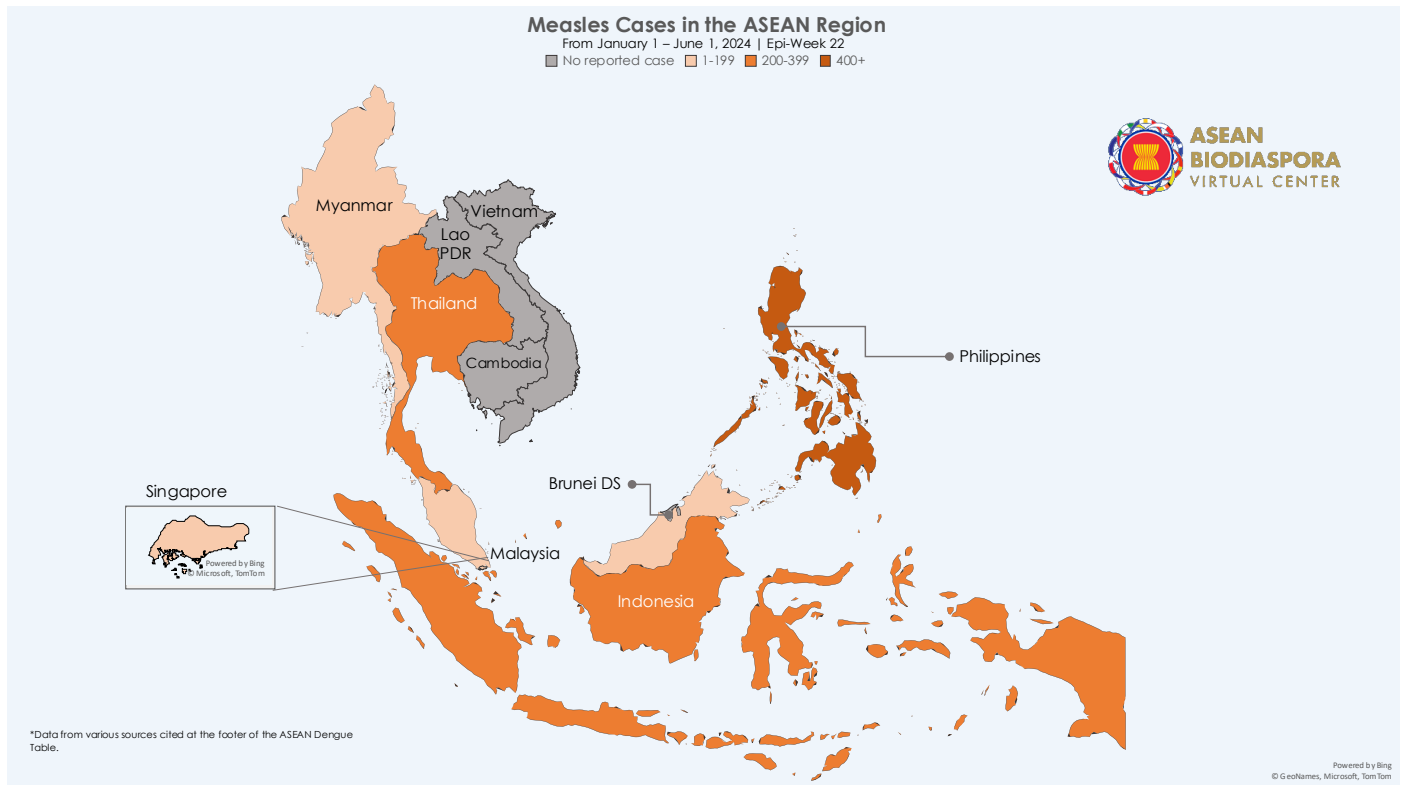 Measles Cases in the ASEAN Region
From January 1 – June 1, 2024 | Epi-Week 22
No reported case 1-199 200-399 400+
ASEAN
BIODIASPORA
VIRTUAL CENTER
Myanmar
Vietnam
Lao
PDR
Thailand
Cambodia
Philippines
Brunei DS
Singapore
Powered by Bing
© Microsoft, TomTom
Malaysia
Indonesia
*Data from various sources cited at the footer of the ASEAN Dengue
Table.
Powered by Bing
© GeoNames, Microsoft, TomTom